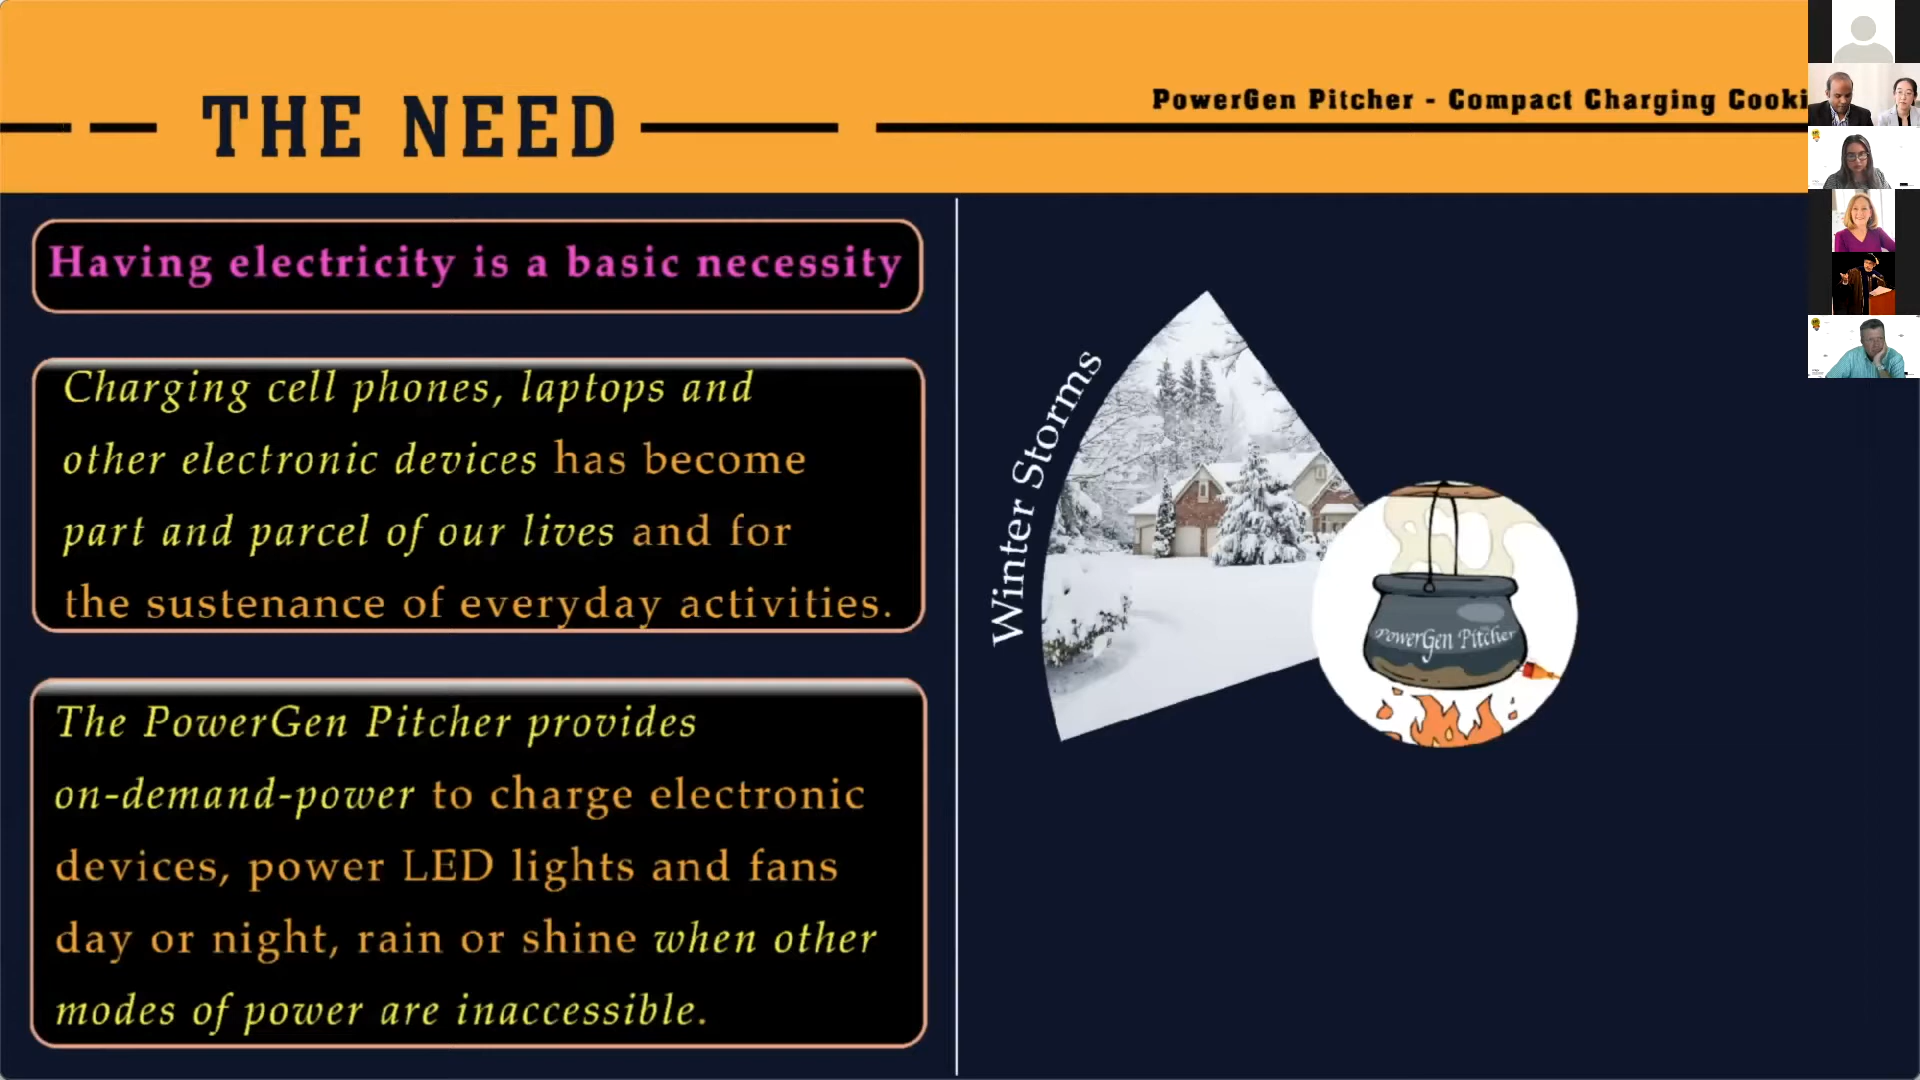 THE NEED
PowerGen Pitcher - Compact Charging Cooki
Having electricity is a basic necessity
Charging cell phones, laptops and
other electronic devices has become
part and parcel of our lives and for
the sustenance of everyday activities.
The PowerGen Pitcher provides
on-demand-power to charge electronic
devices, power LED lights and fans
day or night, rain or shine when other
modes of power are inaccessible.
Winter Storms
PowerGen Pitcher